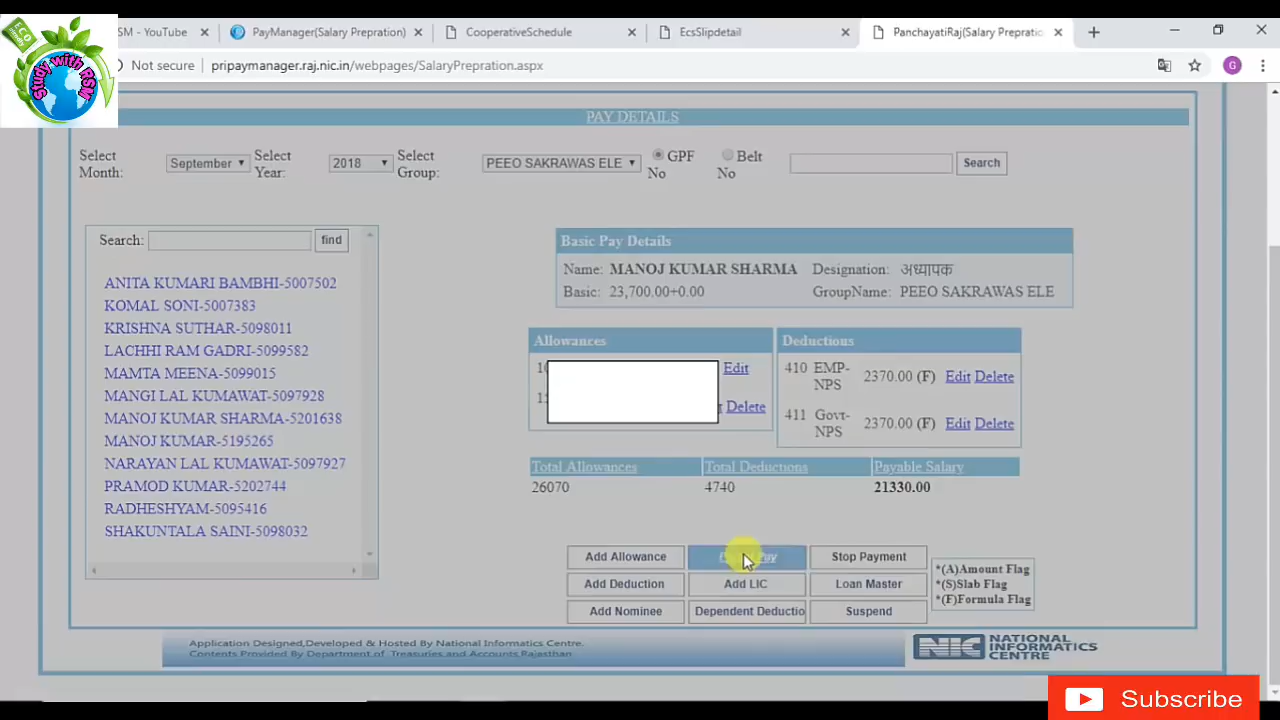 ECO
friendly
Study with RSM
SM - YouTube
PayManager(Salary Prepration)
CooperativeSchedule
EcsSlipdetail
PanchayatiRaj(Salary Prepration
Not secure
pripaymanager.raj.nic.in/webpages/SalaryPrepration.aspx
G
PAY DETAILS
Select Month: September Select Year: 2018 Select Group: PEEO SAKRAWAS ELE GPF No Belt No Search
Search: find
ANITA KUMARI BAMBHI-5007502
KOMAL SONI-5007383
KRISHNA SUTHAR-5098011
LACHHI RAM GADRI-5099582
MAMTA MEENA-5099015
MANGI LAL KUMAWAT-5097928
MANOJ KUMAR SHARMA-5201638
MANOJ KUMAR-5195265
NARAYAN LAL KUMAWAT-5097927
PRAMOD KUMAR-5202744
RADHESHYAM-5095416
SHAKUNTALA SAINI-5098032
Basic Pay Details
Name: MANOJ KUMAR SHARMA Designation: अध्यापक
Basic: 23,700.00+0.00 GroupName: PEEO SAKRAWAS ELE
Allowances
Edit
Delete
Deductions
410 EMP-NPS 2370.00 (F) Edit Delete
411 Govt-NPS 2370.00 (F) Edit Delete
Total Allowances Total Deductions Payable Salary
26070 4740 21330.00
Add Allowance Pay Stop Payment
Add Deduction Add LIC Loan Master
Add Nominee Dependent Deductio Suspend
*(A)Amount Flag
*(S)Slab Flag
*(F)Formula Flag
Application Designed,Developed & Hosted By National Informatics Centre.
Contents Provided By Department of Treasuries and Accounts,Rajasthan
NIC NATIONAL
INFORMATICS
CENTRE
Subscribe